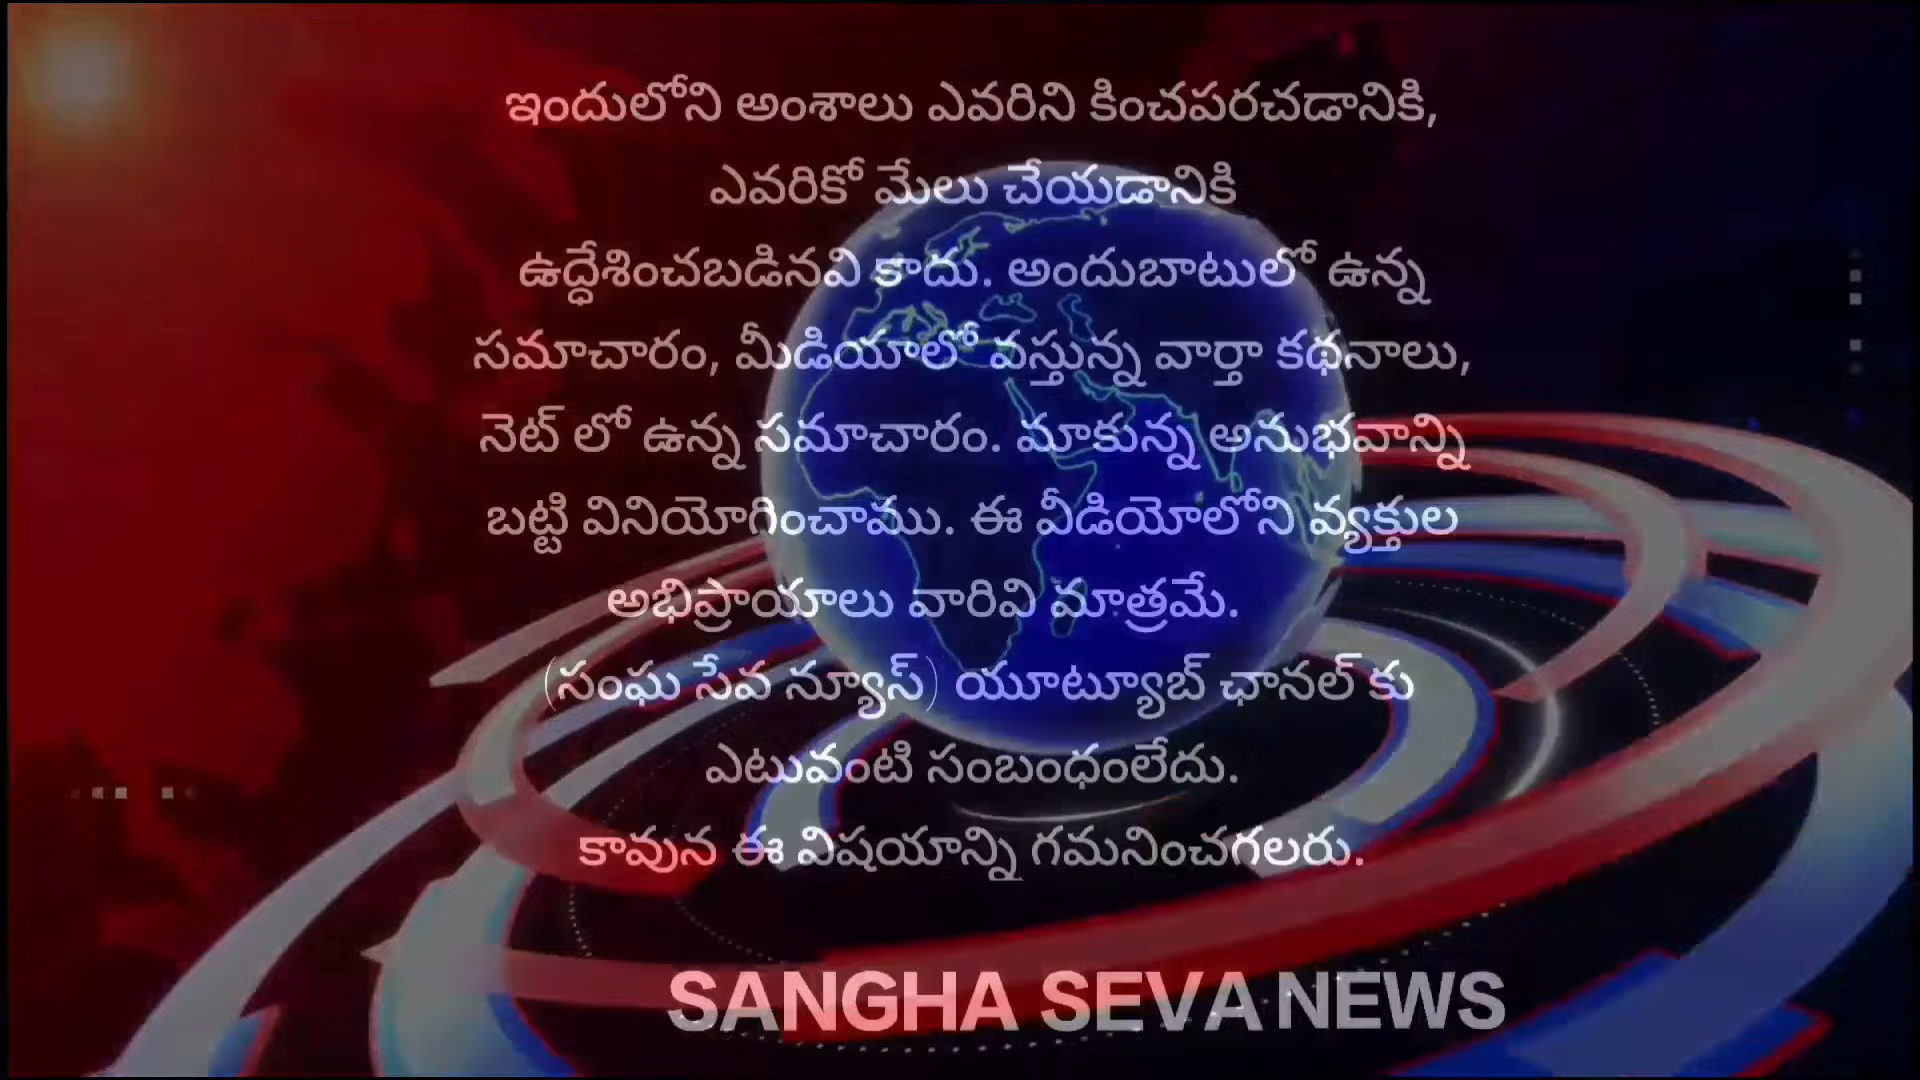 ఇందులోని అంశాలు ఎవరిని కించపరచడానికి,
ఎవరికో మేలు చేయడానికి
ఉద్ధేశించబడినవి కాదు. అందుబాటులో ఉన్న
సమాచారం, మీడియాలో వస్తున్న వార్తా కథనాలు,
నెట్ లో ఉన్న సమాచారం. మాకున్న అనుభవాన్ని
బట్టి వినియోగించాము. ఈ వీడియోలోని వ్యక్తుల
అభిప్రాయాలు వారివి మాత్రమే.
(సంఘ సేవ న్యూస్) యూట్యూబ్ ఛానల్ కు
ఎటువంటి సంబంధంలేదు.
కావున ఈ విషయాన్ని గమనించగలరు.
SANGHA SEVA NEWS